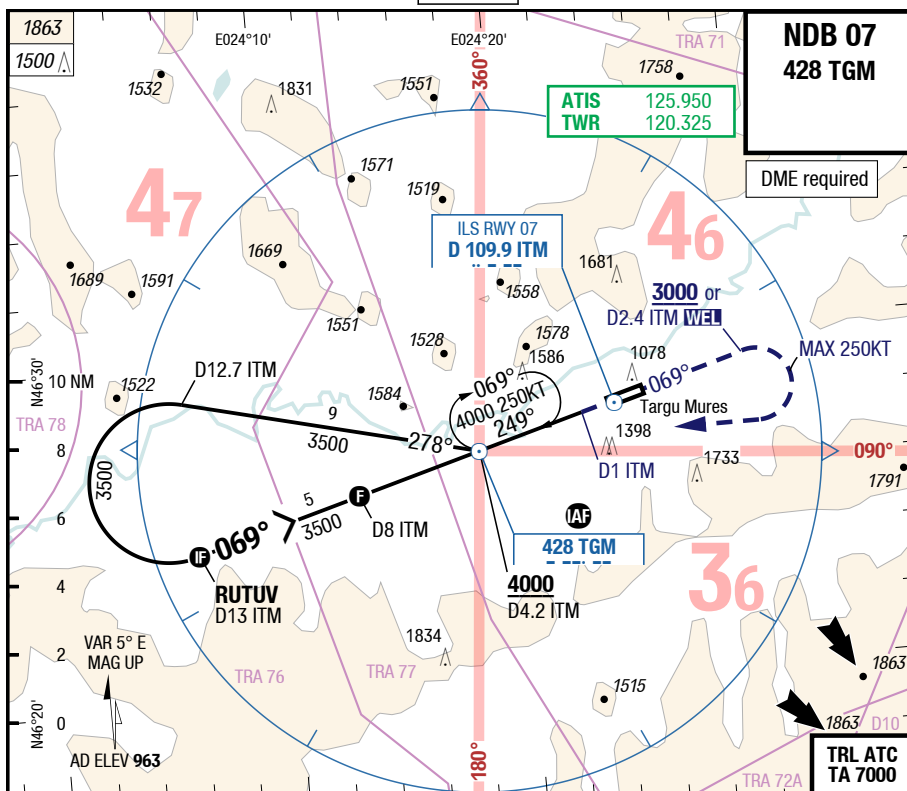 1863
1500
E024°10'
E024°20'
360°
TRA 71
NDB 07
428 TGM
1532
1831
1551
1758
ATIS 125.950
TWR 120.325
DME required
1571
1519
47
46
ILS RWY 07
D 109.9 ITM
1669
1681
1689
1591
1558
3000 or
D2.4 ITM WEL
1551
1528
1578
1586
1078
MAX 250KT
N46°30'
10 NM
D12.7 ITM
1522
1584
069°
4000 250KT
249°
069°
Targu Mures
TRA 78
9
3500
278°
1398
D1 ITM
1733
090°
1791
8
3500
5
3500
F
D8 ITM
6
069°
IF
IAF
428 TGM
RUTUV
D13 ITM
4000
D4.2 ITM
36
4
VAR 5° E
MAG UP
2
1834
TRA 76
TRA 77
1863
1515
N46°20'
0
1863
D10
AD ELEV 963
180°
TRA 72A
TRL ATC
TA 7000